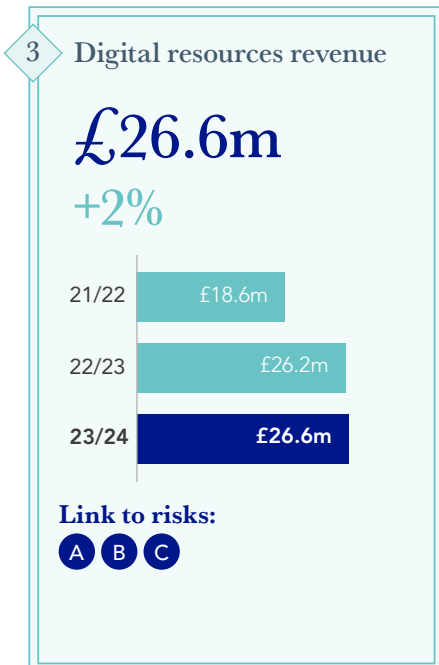 3 Digital resources revenue
£26.6m
+2%
21/22 £18.6m
22/23 £26.2m
23/24 £26.6m
Link to risks:
A B C